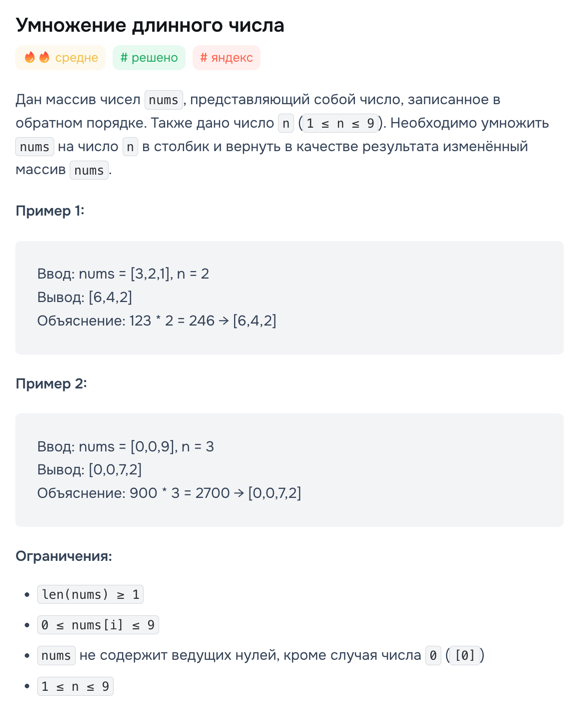 Умножение длинного числа
🔥🔥 средне # решено # яндекс
Дан массив чисел nums, представляющий собой число, записанное в
обратном порядке. Также дано число n (1 ≤ n ≤ 9). Необходимо умножить
nums на число n в столбик и вернуть в качестве результата изменённый
массив nums.
Пример 1:
Ввод: nums = [3,2,1], n = 2
Вывод: [6,4,2]
Объяснение: 123 * 2 = 246 → [6,4,2]
Пример 2:
Ввод: nums = [0,0,9], n = 3
Вывод: [0,0,7,2]
Объяснение: 900 * 3 = 2700 → [0,0,7,2]
Ограничения:
• len(nums) ≥ 1
• 0 ≤ nums[i] ≤ 9
• nums не содержит ведущих нулей, кроме случая числа 0 ([0])
• 1 ≤ n ≤ 9